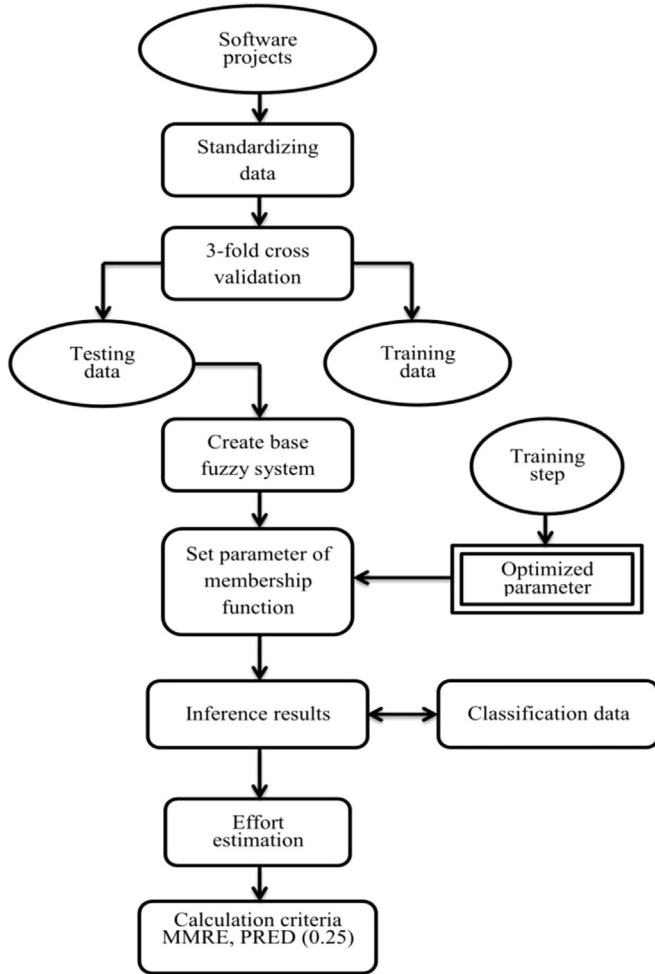 Software
projects
Standardizing
data
3-fold cross
validation
Testing
data
Training
data
Create base
fuzzy system
Training
step
Set parameter of
membership
function
Optimized
parameter
Inference results
Classification data
Effort
estimation
Calculation criteria
MMRE, PRED (0.25)